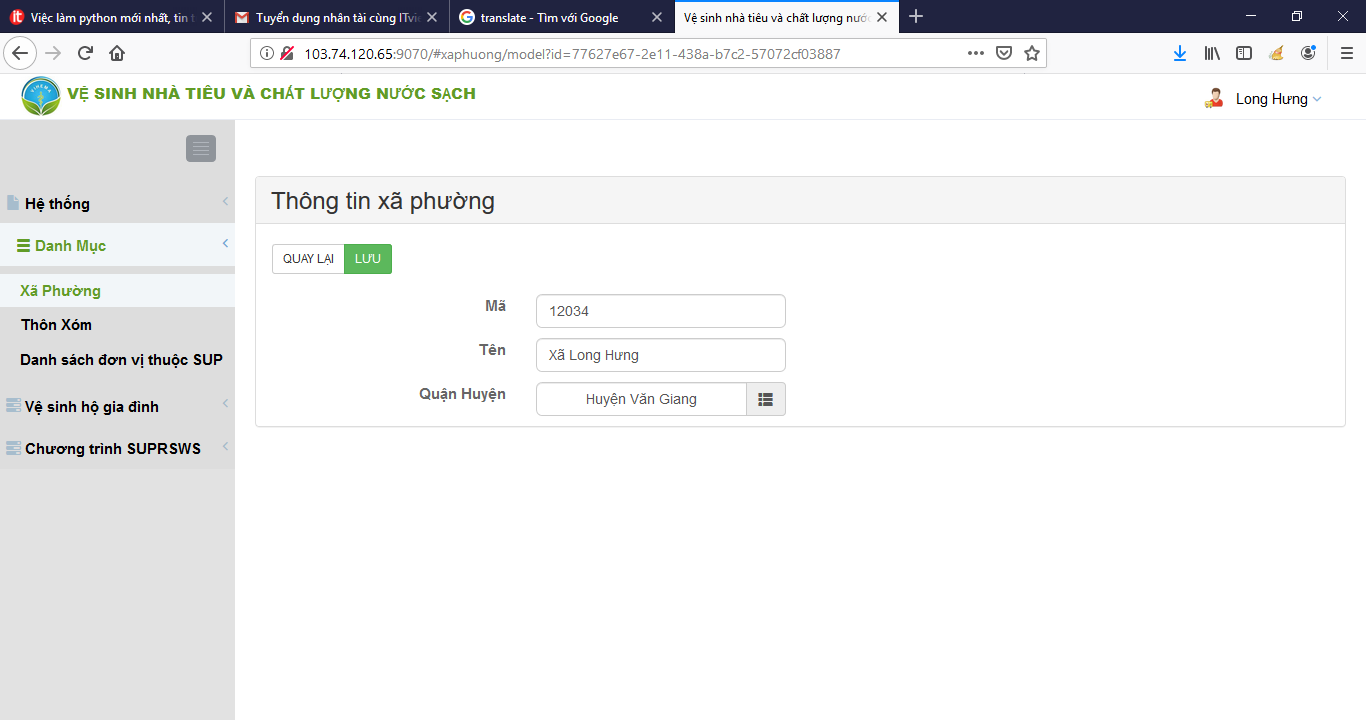 Việc làm python mới nhất, tin t
Tuyển dụng nhân tài cùng ITvi
translate - Tìm với Google
Vệ sinh nhà tiêu và chất lượng nướ
103.74.120.65:9070/#xaphuong/model?id=77627e67-2e11-438a-b7c2-57072cf03887
VỆ SINH NHÀ TIÊU VÀ CHẤT LƯỢNG NƯỚC SẠCH
Long Hưng
Hệ thống
Danh Mục
Xã Phường
Thôn Xóm
Danh sách đơn vị thuộc SUP
Vệ sinh hộ gia đình
Chương trình SUPRSWS
Thông tin xã phường
QUAY LẠI LƯU
Mã 12034
Tên Xã Long Hưng
Quận Huyện Huyện Văn Giang